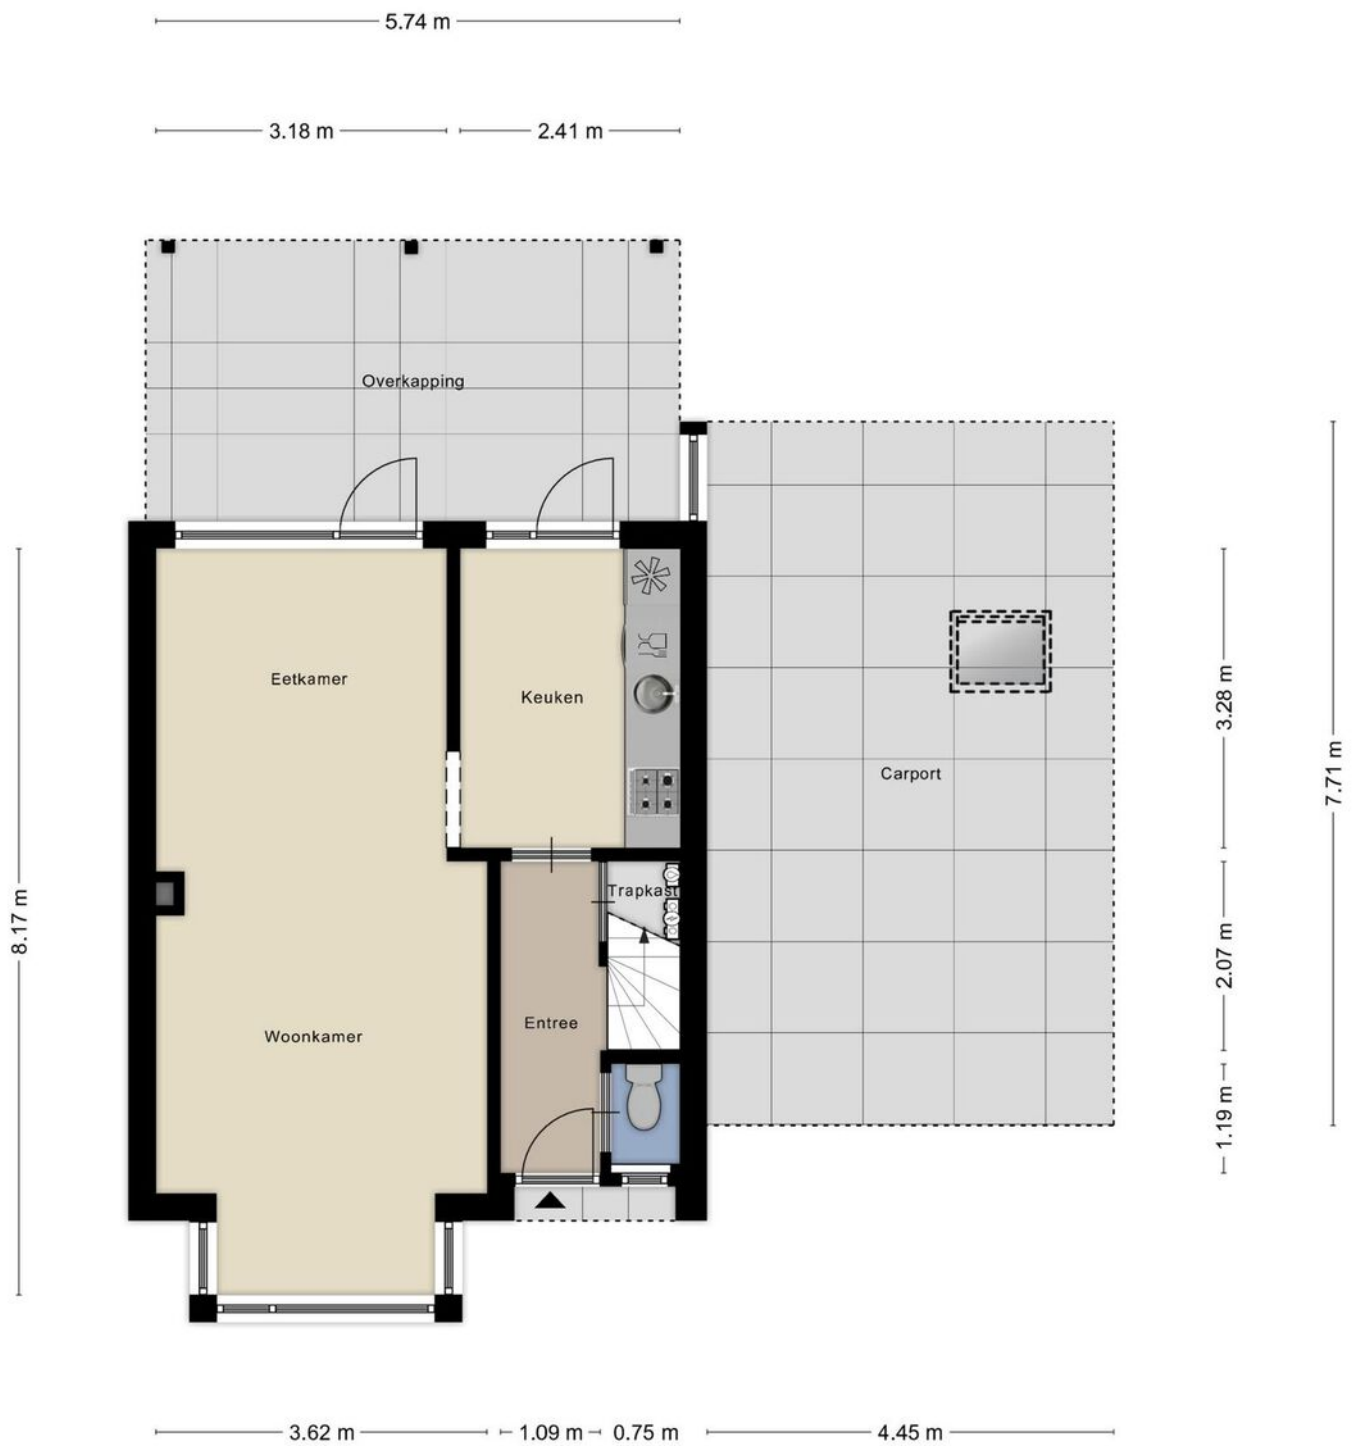 5.74 m
3.18 m
2.41 m
Overkapping
Eetkamer
Keuken
3.28 m
7.71 m
Carport
Trapkast
8.17 m
2.07 m
Entree
Woonkamer
1.19 m
3.62 m
1.09 m
0.75 m
4.45 m